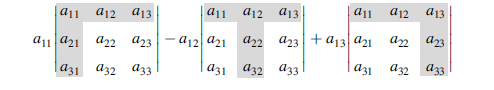 a₁₁ |a₁₁ a₁₂ a₁₃| − a₁₂ |a₁₁ a₁₂ a₁₃| + a₁₃ |a₁₁ a₁₂ a₁₃|
|a₂₁ a₂₂ a₂₃| |a₂₁ a₂₂ a₂₃| |a₂₁ a₂₂ a₂₃|
|a₃₁ a₃₂ a₃₃| |a₃₁ a₃₂ a₃₃| |a₃₁ a₃₂ a₃₃|